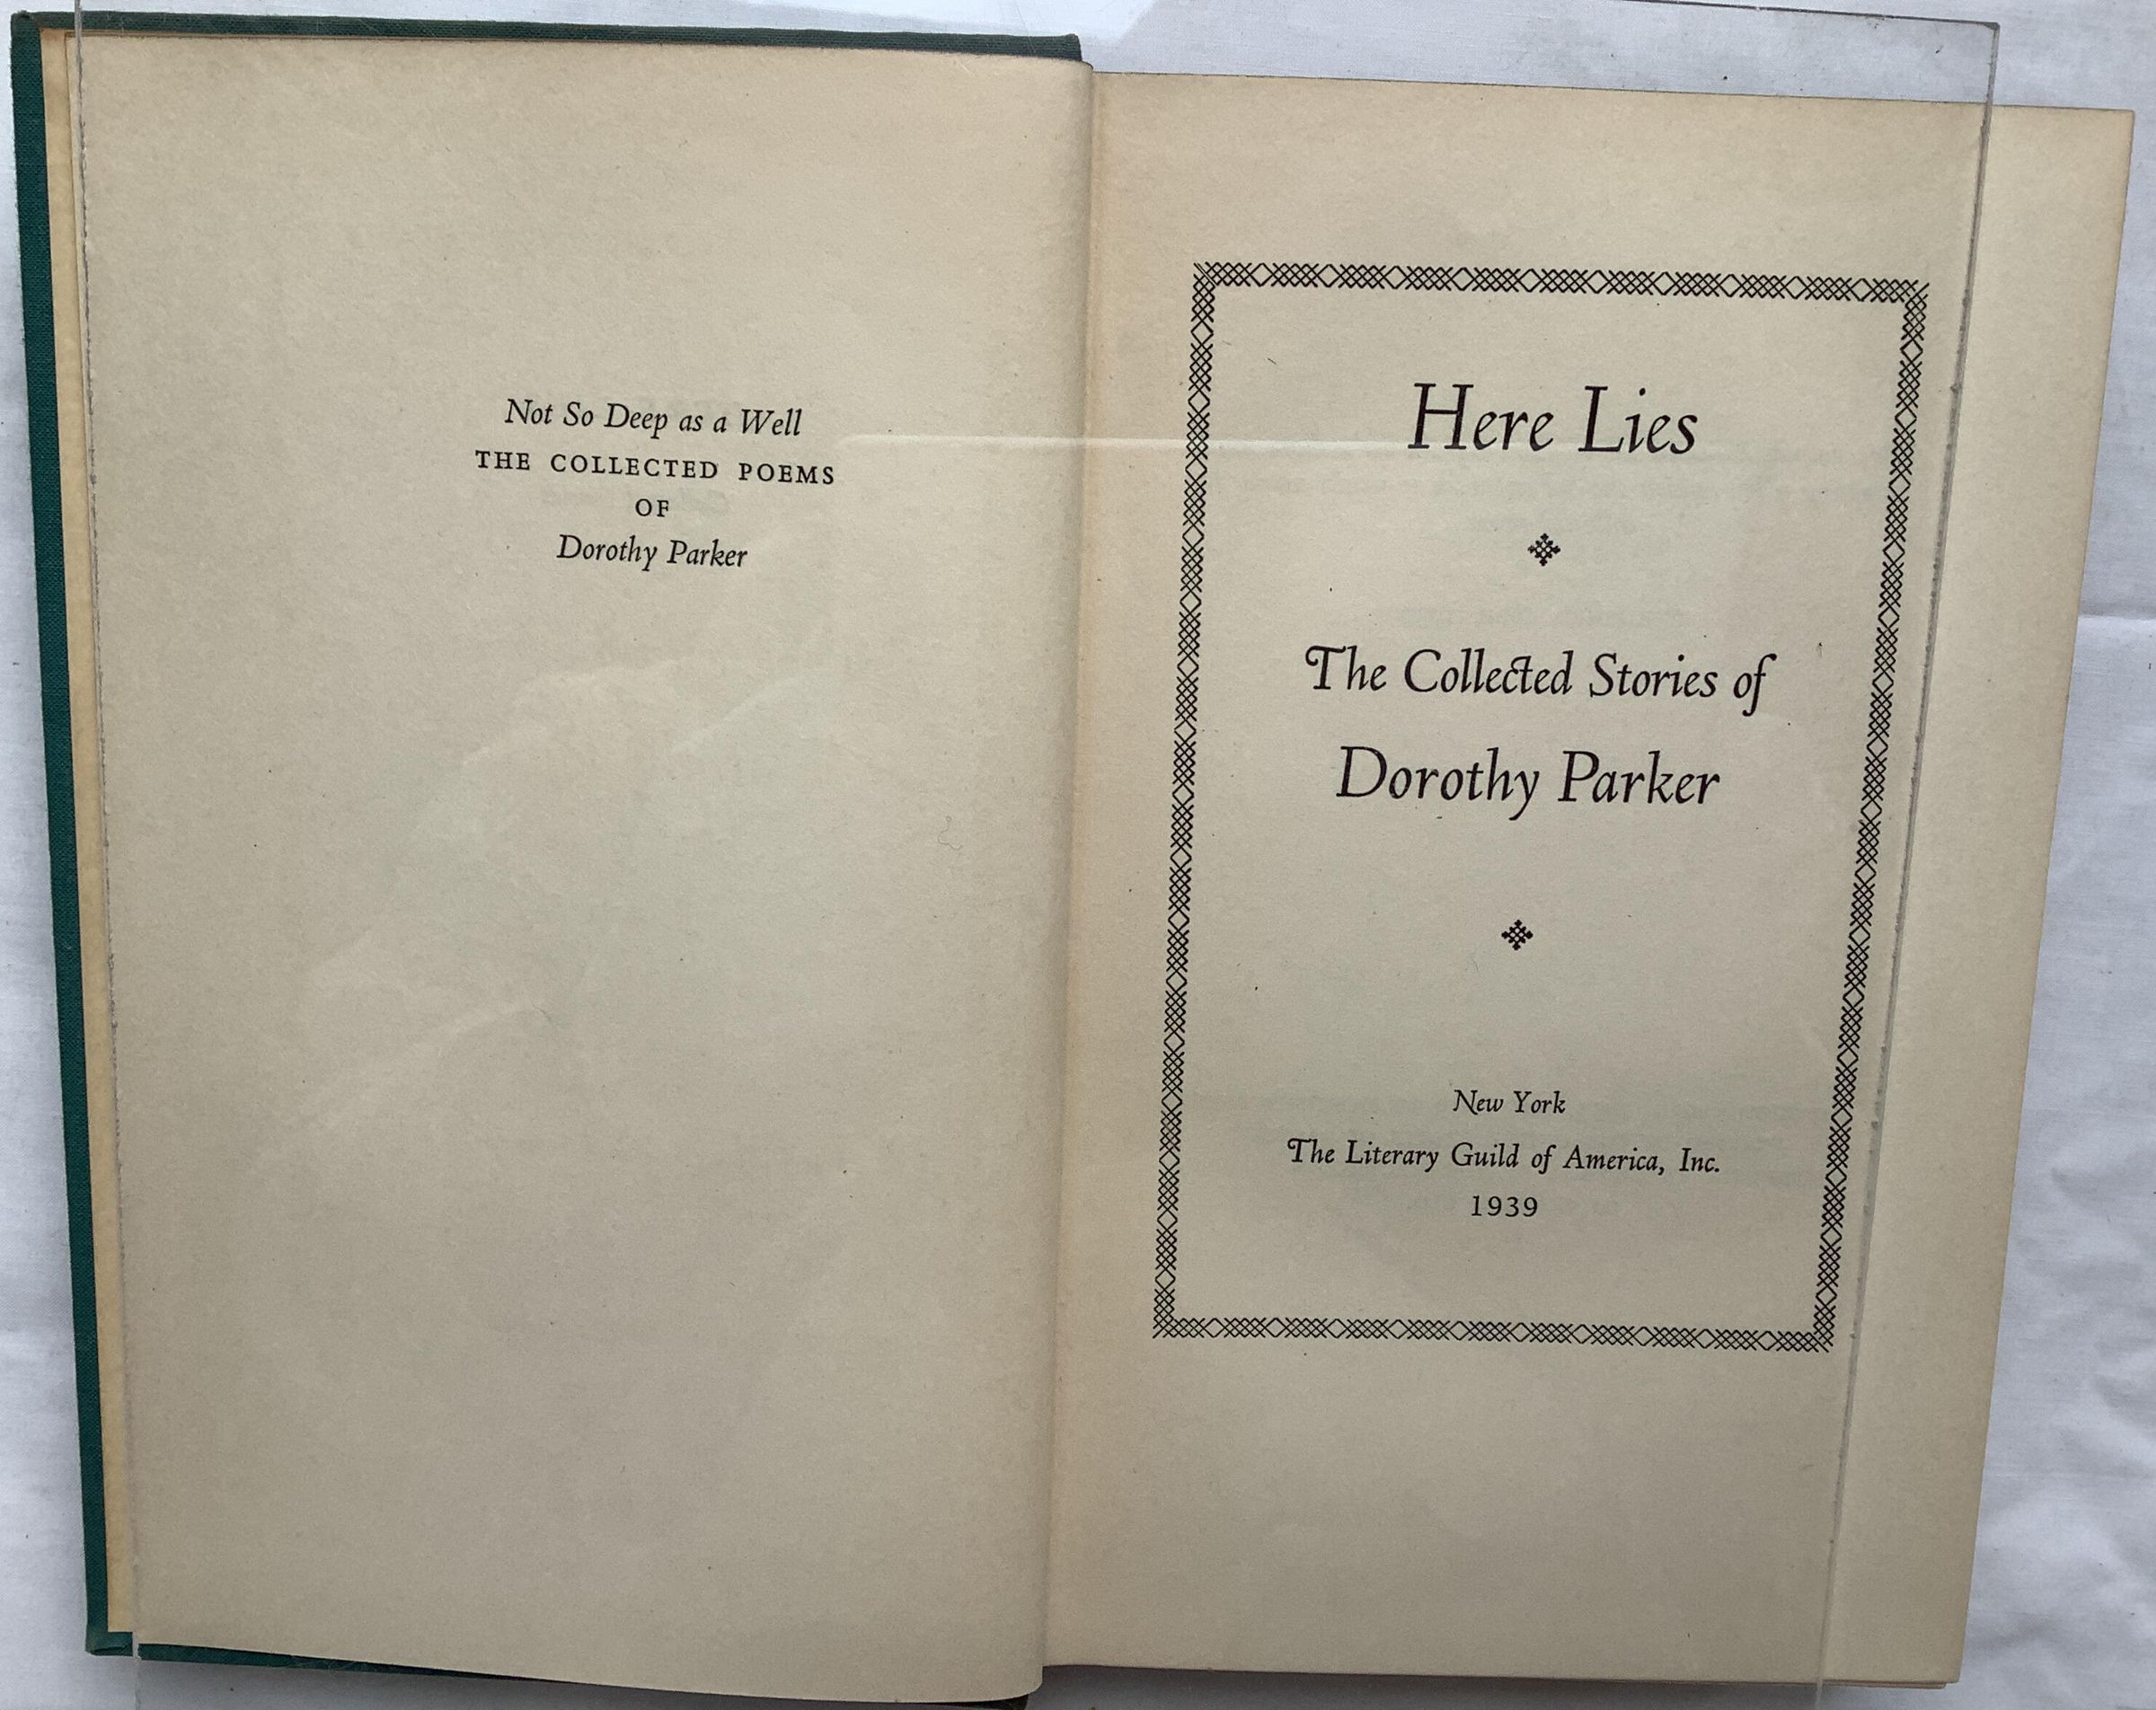 Not So Deep as a Well
THE COLLECTED POEMS
OF
Dorothy Parker
Here Lies
The Collected Stories of
Dorothy Parker
New York
The Literary Guild of America, Inc.
1939